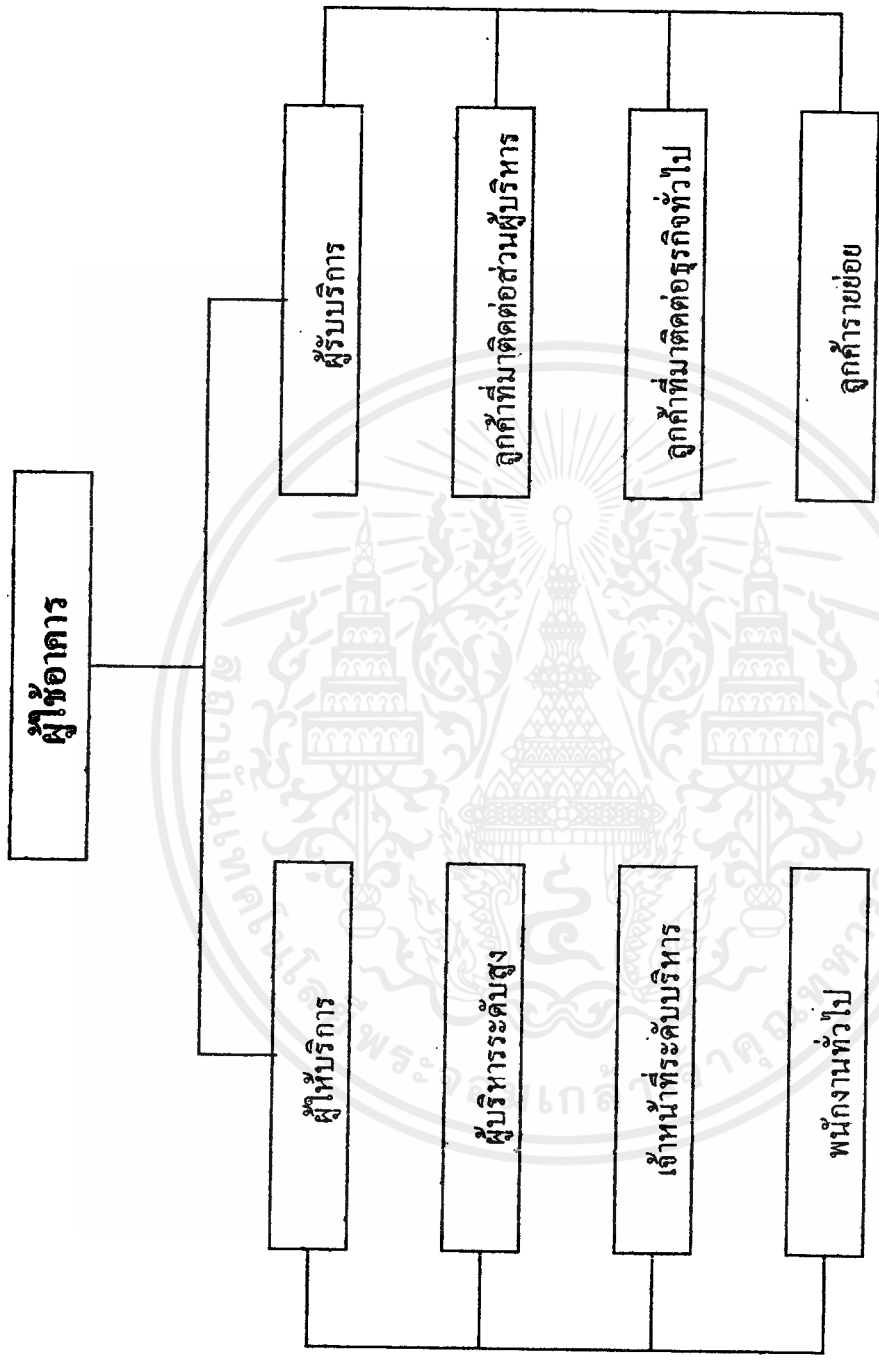 ผู้ใช้อาคาร
ผู้ให้บริการ
ผู้บริหารระดับสูง
เจ้าหน้าที่ระดับบริหาร
พนักงานทั่วไป
ผู้รับบริการ
ลูกค้าที่มาติดต่อส่วนผู้บริหาร
ลูกค้าที่มาติดต่อธุรกิจทั่วไป
ลูกค้ารายย่อย